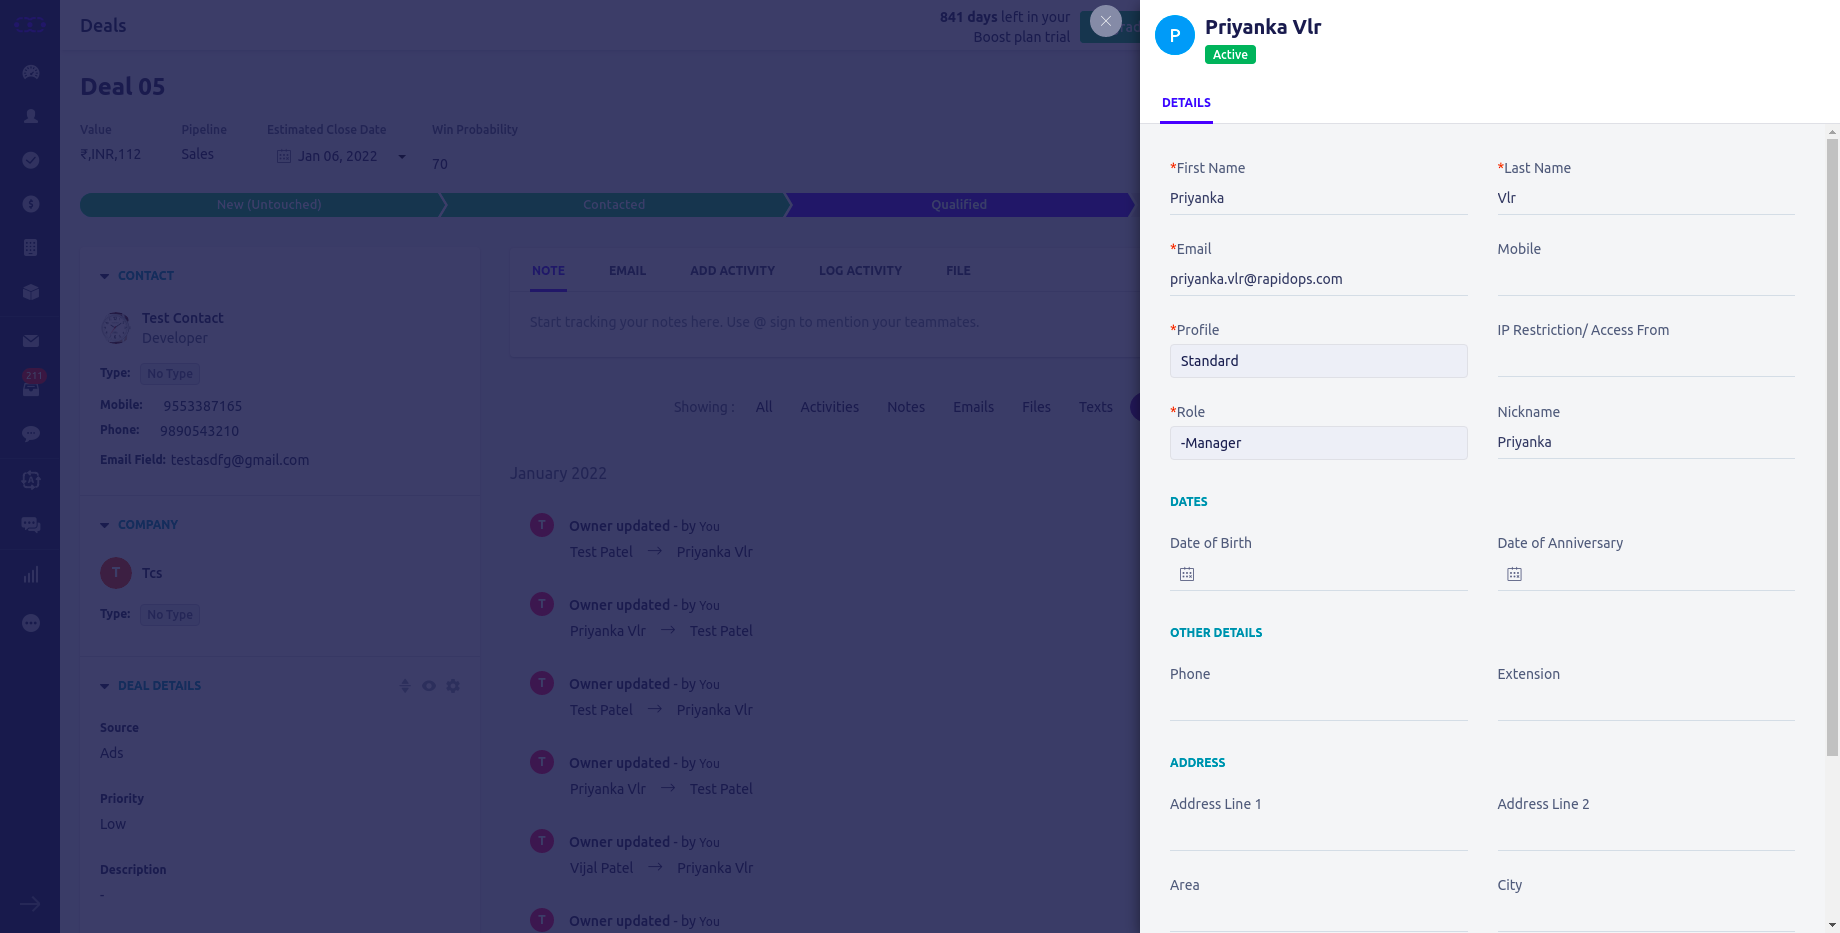 Deals
841 days left in your
Boost plan trial
Deal 05
Value
Pipeline
Estimated Close Date
Win Probability
₹,INR,112
Sales
Jan 06, 2022
70
New (Untouched)
Contacted
Qualified
211
CONTACT
Test Contact
Developer
Type: No Type
Mobile: 9553387165
Phone: 9890543210
Email Field: testasdfg@gmail.com
COMPANY
T
Tcs
Type: No Type
DEAL DETAILS
Source
Ads
Priority
Low
Description
-
NOTE
EMAIL
ADD ACTIVITY
LOG ACTIVITY
FILE
Start tracking your notes here. Use @ sign to mention your teammates.
Showing : All Activities Notes Emails Files Texts
January 2022
T
Owner updated - by You
Test Patel → Priyanka Vlr
T
Owner updated - by You
Priyanka Vlr → Test Patel
T
Owner updated - by You
Test Patel → Priyanka Vlr
T
Owner updated - by You
Priyanka Vlr → Test Patel
T
Owner updated - by You
Vijal Patel → Priyanka Vlr
T
Owner updated - by You
P
Priyanka Vlr
Active
DETAILS
*First Name
Priyanka
*Last Name
Vlr
*Email
priyanka.vlr@rapidops.com
Mobile
*Profile
Standard
IP Restriction/ Access From
*Role
-Manager
Nickname
Priyanka
DATES
Date of Birth
Date of Anniversary
OTHER DETAILS
Phone
Extension
ADDRESS
Address Line 1
Address Line 2
Area
City